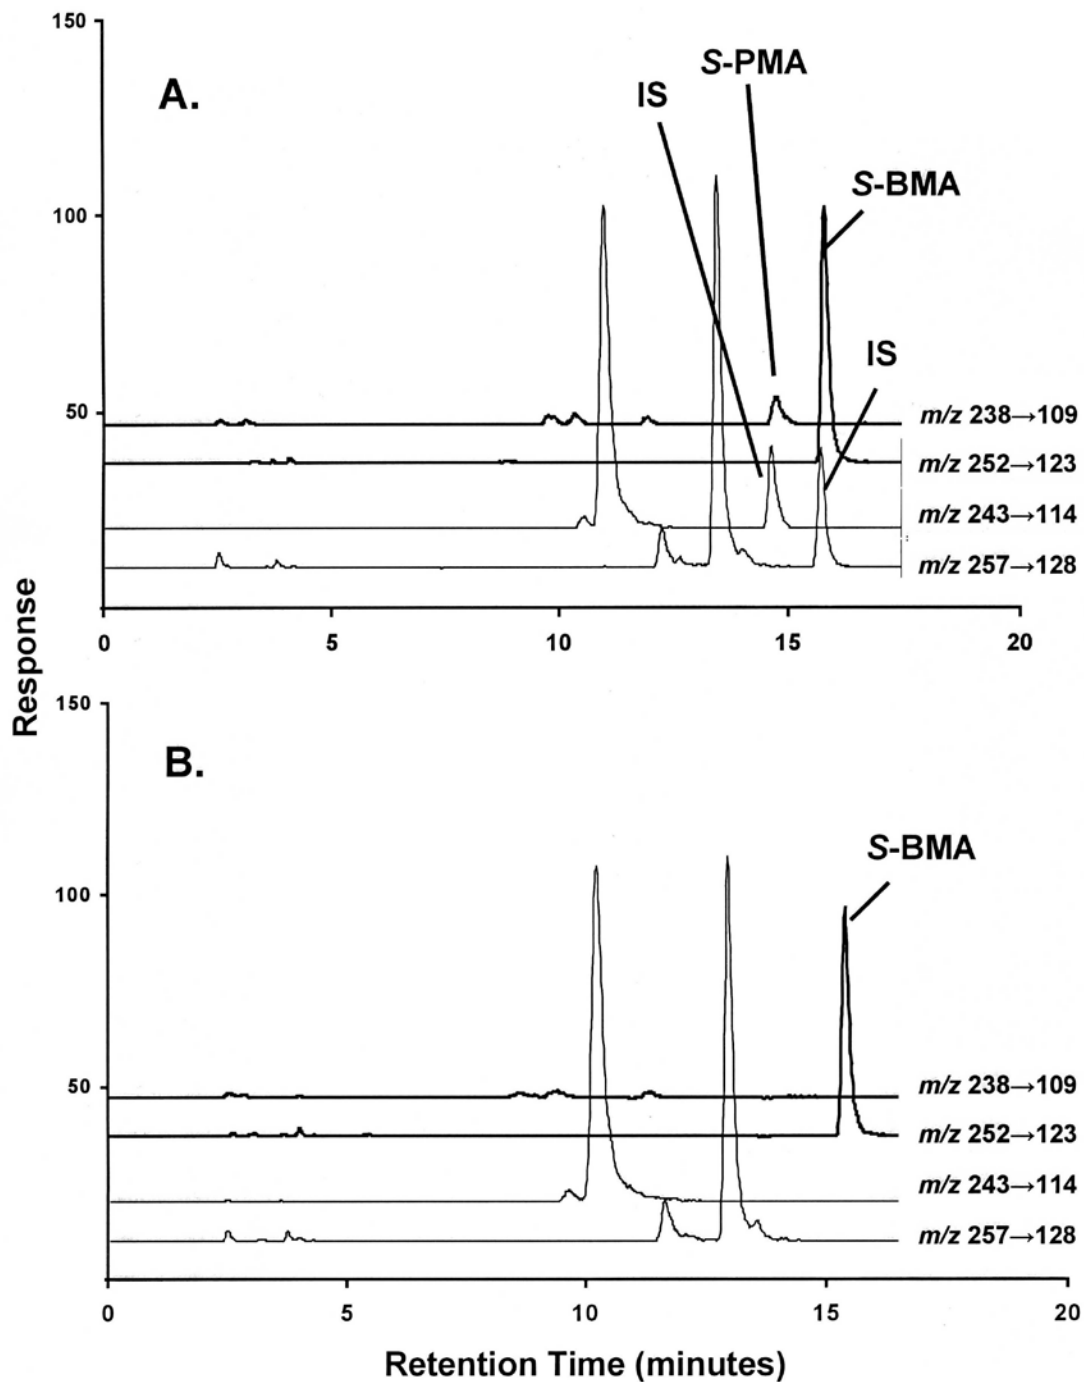 150
A.
S-PMA
IS
S-BMA
100
IS
50
m/z 238→109
m/z 252→123
m/z 243→114
m/z 257→128
0 5 10 15 20
Response
150
B.
S-BMA
100
50
m/z 238→109
m/z 252→123
m/z 243→114
m/z 257→128
0 5 10 15 20
Retention Time (minutes)